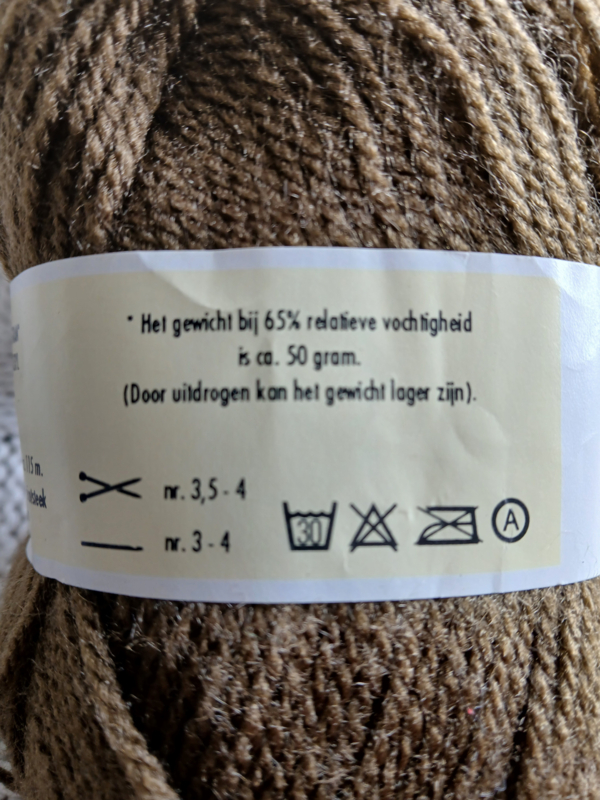 * Het gewicht bij 65% relatieve vochtigheid
is ca. 50 gram.
(Door uitdrogen kan het gewicht lager zijn).
m.
nr. 3,5 - 4
nr. 3 - 4
30
A